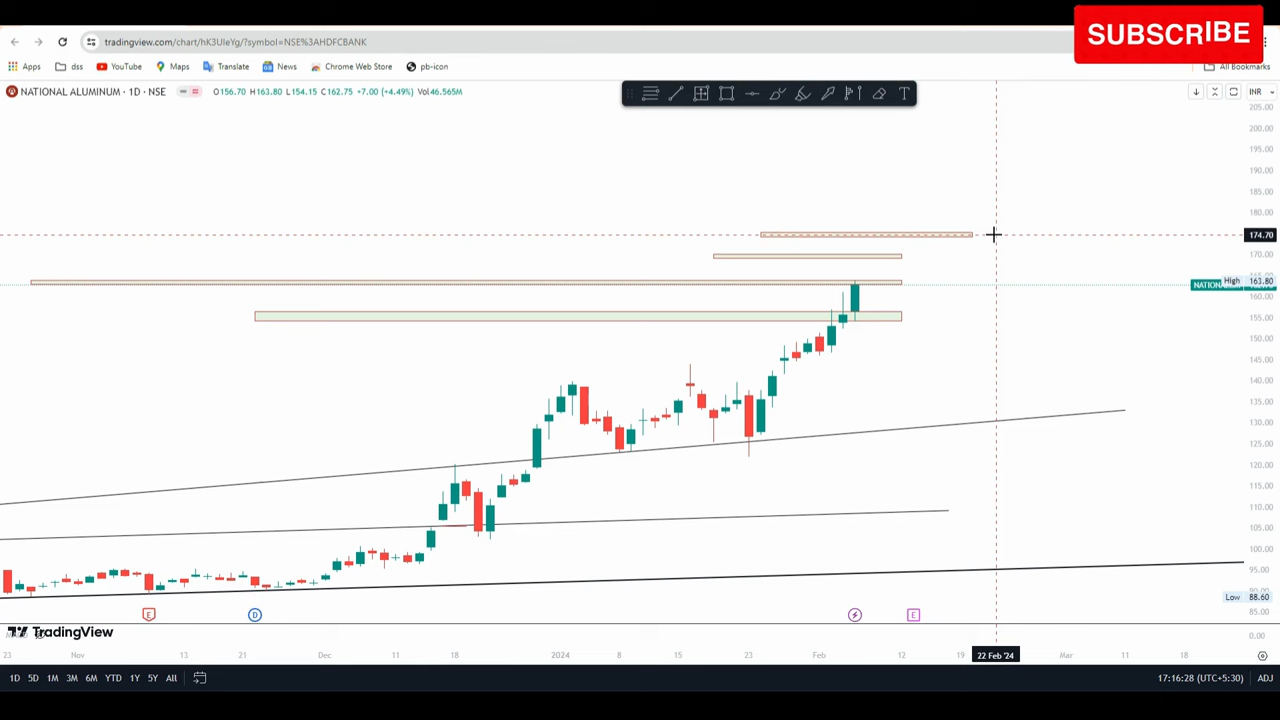 SUBSCRIBE
tradingview.com/chart/hK3UIeYg/?symbol=NSE%3AHDFCBANK
Apps dss YouTube Maps Translate News Chrome Web Store pb-icon All Bookmarks
NATIONAL ALUMINUM · 1D · NSE O156.70 H163.80 L154.15 C162.75 +7.00 (+4.49%) Vol46.565M
INR
205.00
200.00
195.00
190.00
185.00
180.00
174.70
170.00
High 163.80
160.00
155.00
150.00
145.00
140.00
135.00
130.00
125.00
120.00
115.00
110.00
105.00
100.00
95.00
90.00
Low 88.60
85.00
E D E
TradingView
0.00
23 Nov 13 21 Dec 11 18 2024 8 15 23 Feb 12 19 22 Feb '24 Mar 11 18
1D 5D 1M 3M 6M YTD 1Y 5Y All 17:16:28 (UTC+5:30) ADJ